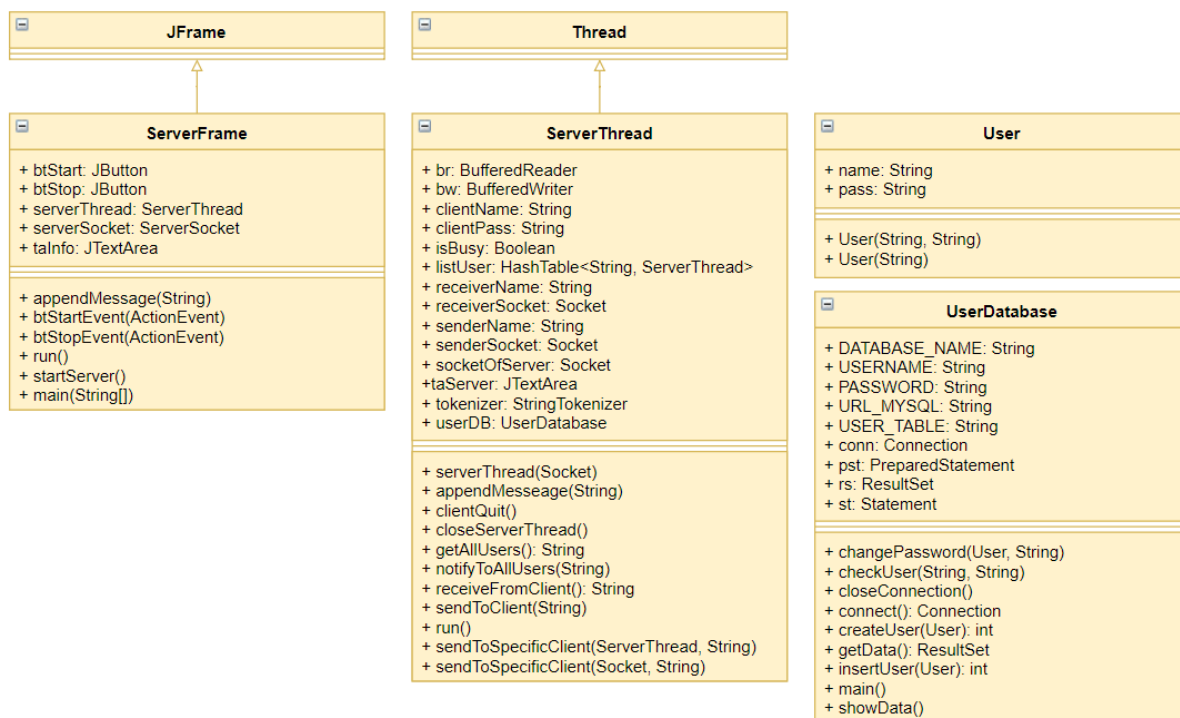 JFrame
ServerFrame
+ btStart: JButton
+ btStop: JButton
+ serverThread: ServerThread
+ serverSocket: ServerSocket
+ taInfo: JTextArea
+ appendMessage(String)
+ btStartEvent(ActionEvent)
+ btStopEvent(ActionEvent)
+ run()
+ startServer()
+ main(String[])
Thread
ServerThread
+ br: BufferedReader
+ bw: BufferedWriter
+ clientName: String
+ clientPass: String
+ isBusy: Boolean
+ listUser: HashTable<String, ServerThread>
+ receiverName: String
+ receiverSocket: Socket
+ senderName: String
+ senderSocket: Socket
+ socketOfServer: Socket
+taServer: JTextArea
+ tokenizer: StringTokenizer
+ userDB: UserDatabase
+ serverThread(Socket)
+ appendMesseage(String)
+ clientQuit()
+ closeServerThread()
+ getAllUsers(): String
+ notifyToAllUsers(String)
+ receiveFromClient(): String
+ sendToClient(String)
+ run()
+ sendToSpecificClient(ServerThread, String)
+ sendToSpecificClient(Socket, String)
User
+ name: String
+ pass: String
+ User(String, String)
+ User(String)
UserDatabase
+ DATABASE_NAME: String
+ USERNAME: String
+ PASSWORD: String
+ URL_MYSQL: String
+ USER_TABLE: String
+ conn: Connection
+ pst: PreparedStatement
+ rs: ResultSet
+ st: Statement
+ changePassword(User, String)
+ checkUser(String, String)
+ closeConnection()
+ connect(): Connection
+ createUser(User): int
+ getData(): ResultSet
+ insertUser(User): int
+ main()
+ showData()